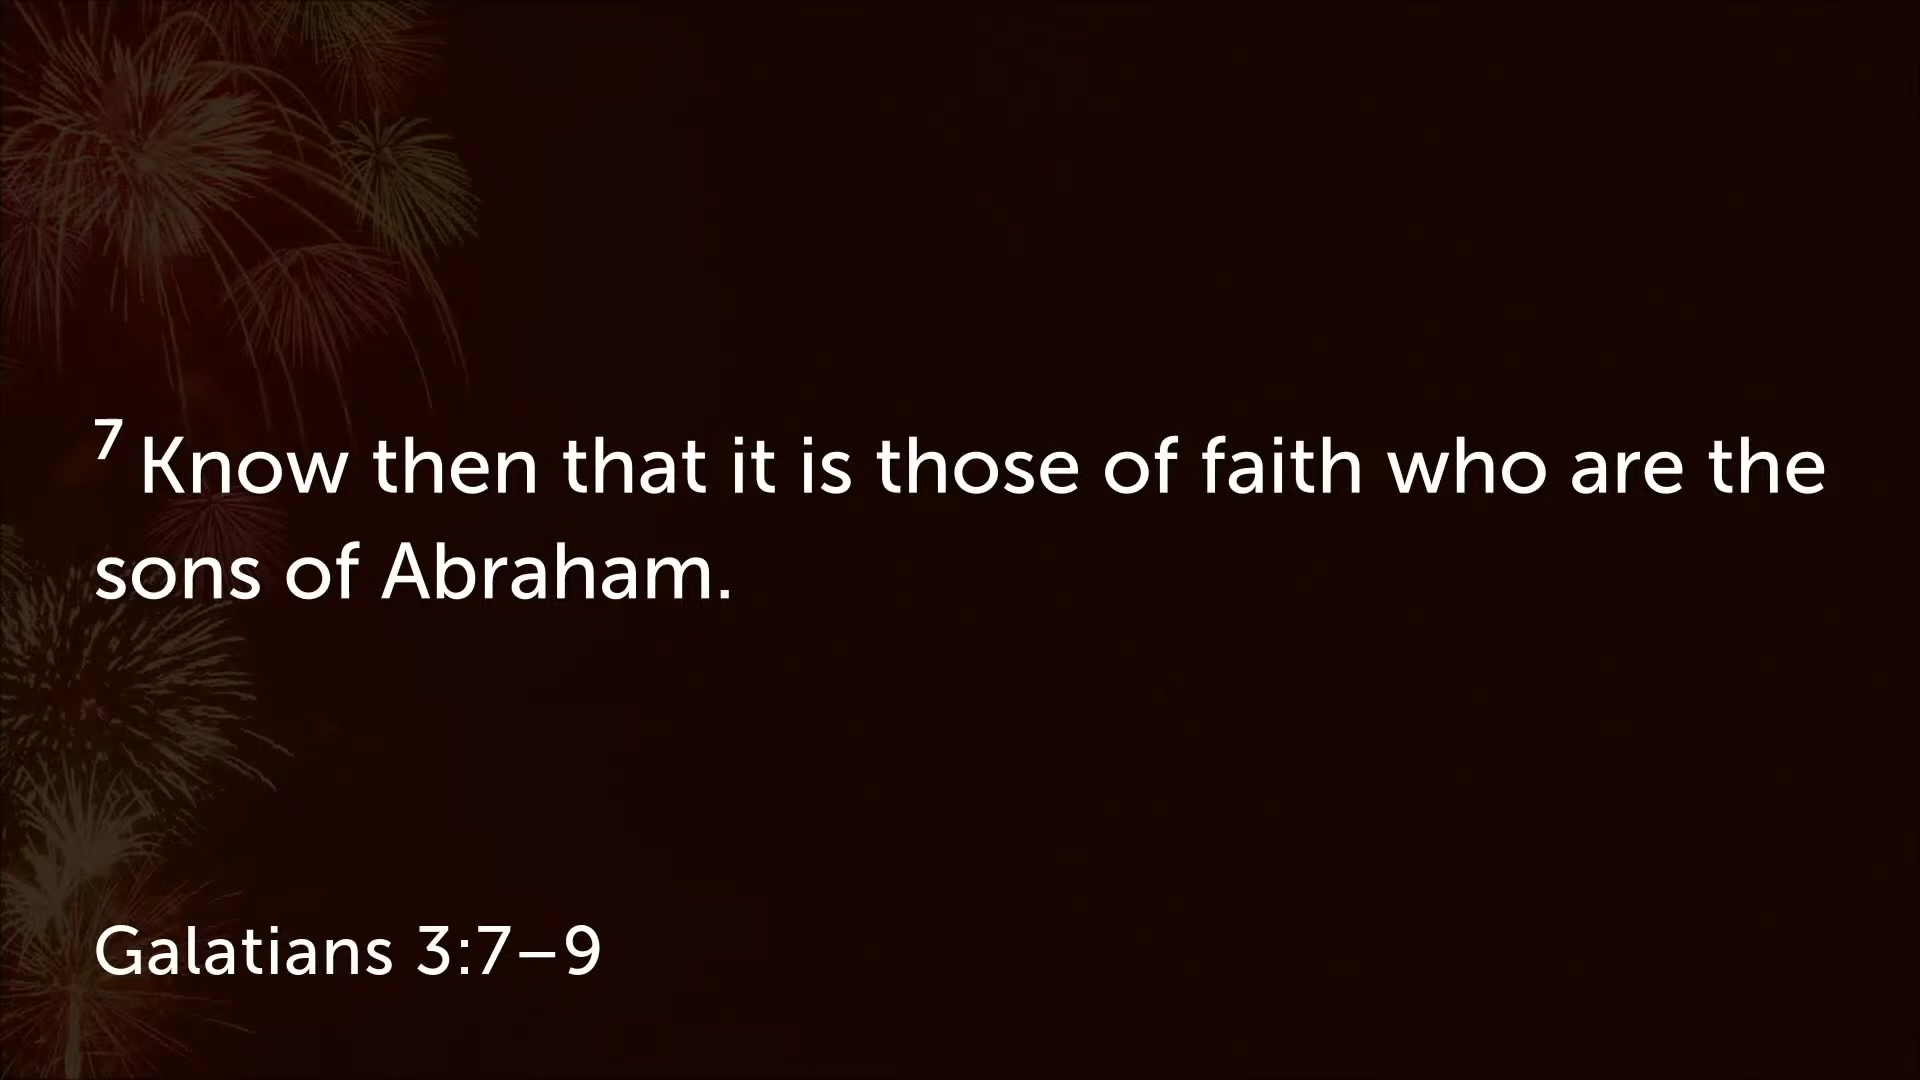 7 Know then that it is those of faith who are the
sons of Abraham.
Galatians 3:7–9